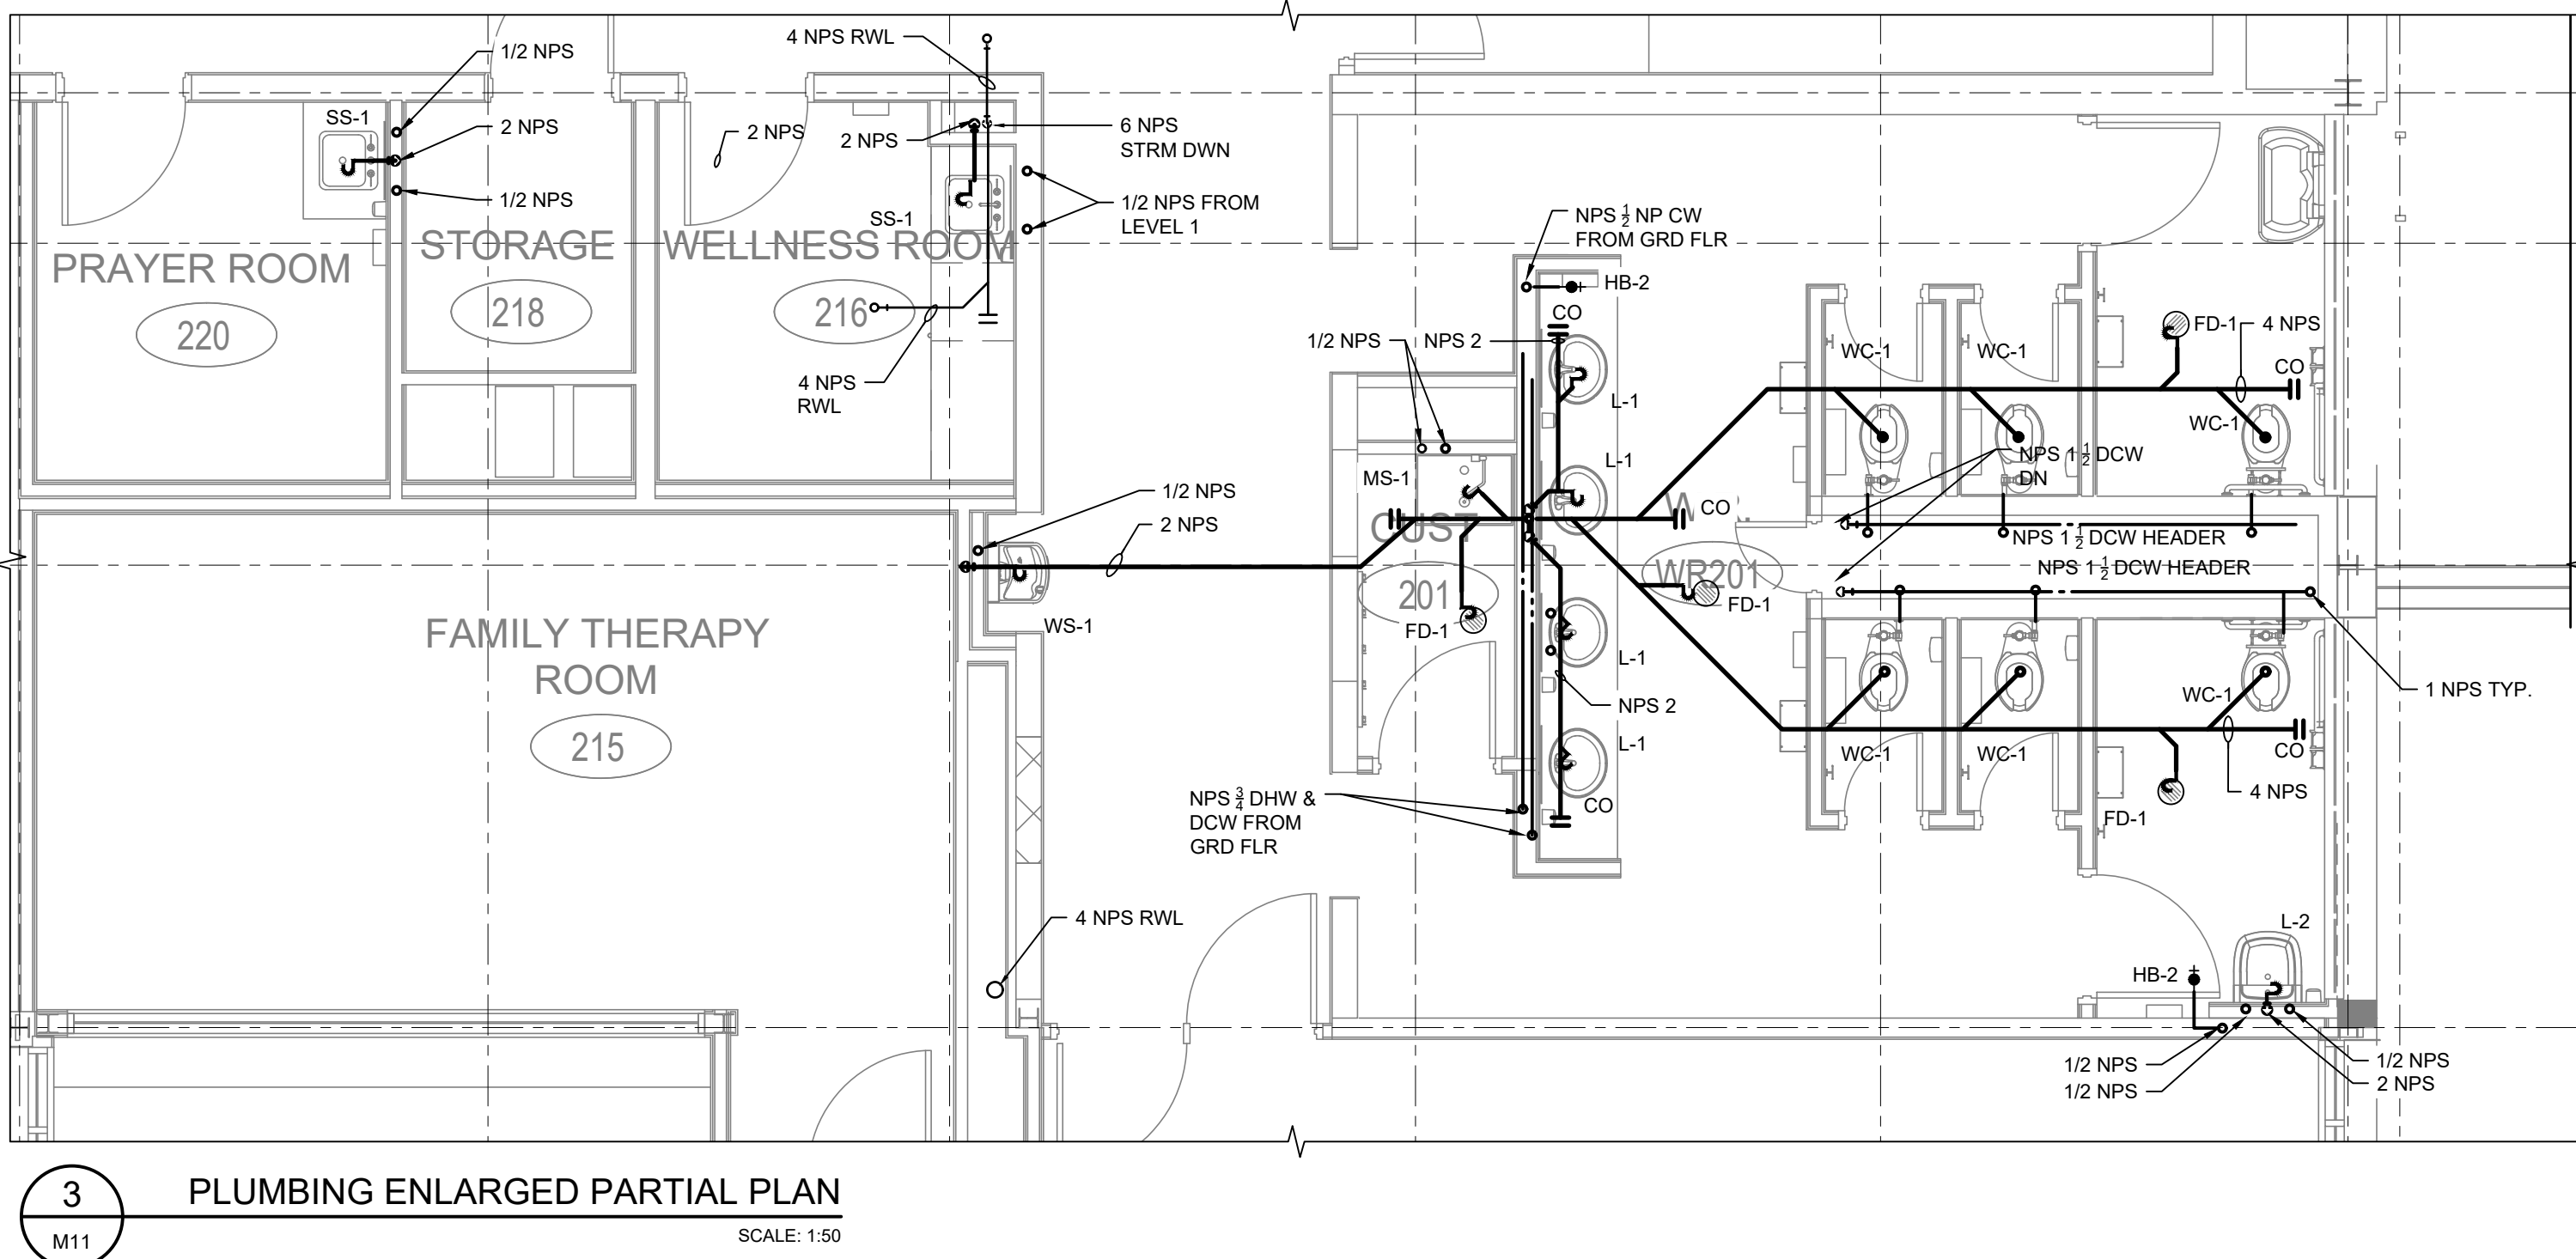 4 NPS RWL
1/2 NPS
SS-1
2 NPS
2 NPS
2 NPS
6 NPS
STRM DWN
1/2 NPS
1/2 NPS FROM
LEVEL 1
SS-1
PRAYER ROOM
220
STORAGE
218
WELLNESS ROOM
216
4 NPS
RWL
NPS 1/2 NP CW
FROM GRD FLR
HB-2
CO
1/2 NPS
NPS 2
L-1
L-1
MS-1
CUST
201
FD-1
CO
WR201
FD-1
WC-1
WC-1
FD-1
4 NPS
CO
WC-1
NPS 1 1/2 DCW
DN
NPS 1 1/2 DCW HEADER
NPS 1 1/2 DCW HEADER
1/2 NPS
2 NPS
WS-1
FAMILY THERAPY
ROOM
215
L-1
NPS 2
L-1
CO
NPS 3/4 DHW &
DCW FROM
GRD FLR
WC-1
WC-1
WC-1
1 NPS TYP.
CO
4 NPS
FD-1
4 NPS RWL
L-2
HB-2
1/2 NPS
1/2 NPS
1/2 NPS
2 NPS
3
M11
PLUMBING ENLARGED PARTIAL PLAN
SCALE: 1:50